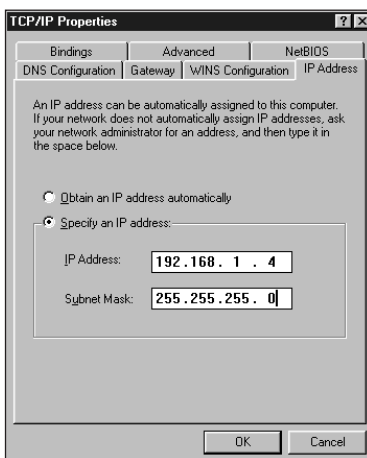 TCP/IP Properties
Bindings Advanced NetBIOS
DNS Configuration Gateway WINS Configuration IP Address
An IP address can be automatically assigned to this computer.
If your network does not automatically assign IP addresses, ask
your network administrator for an address, and then type it in
the space below.
Obtain an IP address automatically
Specify an IP address:
IP Address: 192.168. 1 . 4
Subnet Mask: 255.255.255. 0
OK Cancel